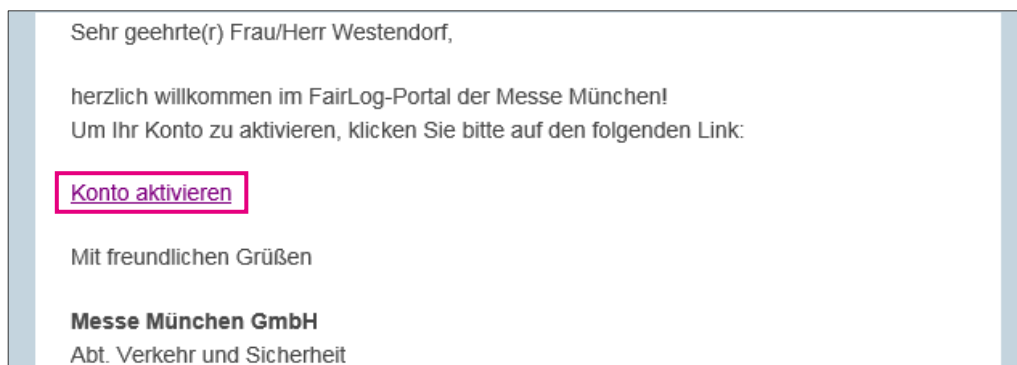 Sehr geehrte(r) Frau/Herr Westendorf,
herzlich willkommen im FairLog-Portal der Messe München!
Um Ihr Konto zu aktivieren, klicken Sie bitte auf den folgenden Link:
Konto aktivieren
Mit freundlichen Grüßen
Messe München GmbH
Abt. Verkehr und Sicherheit